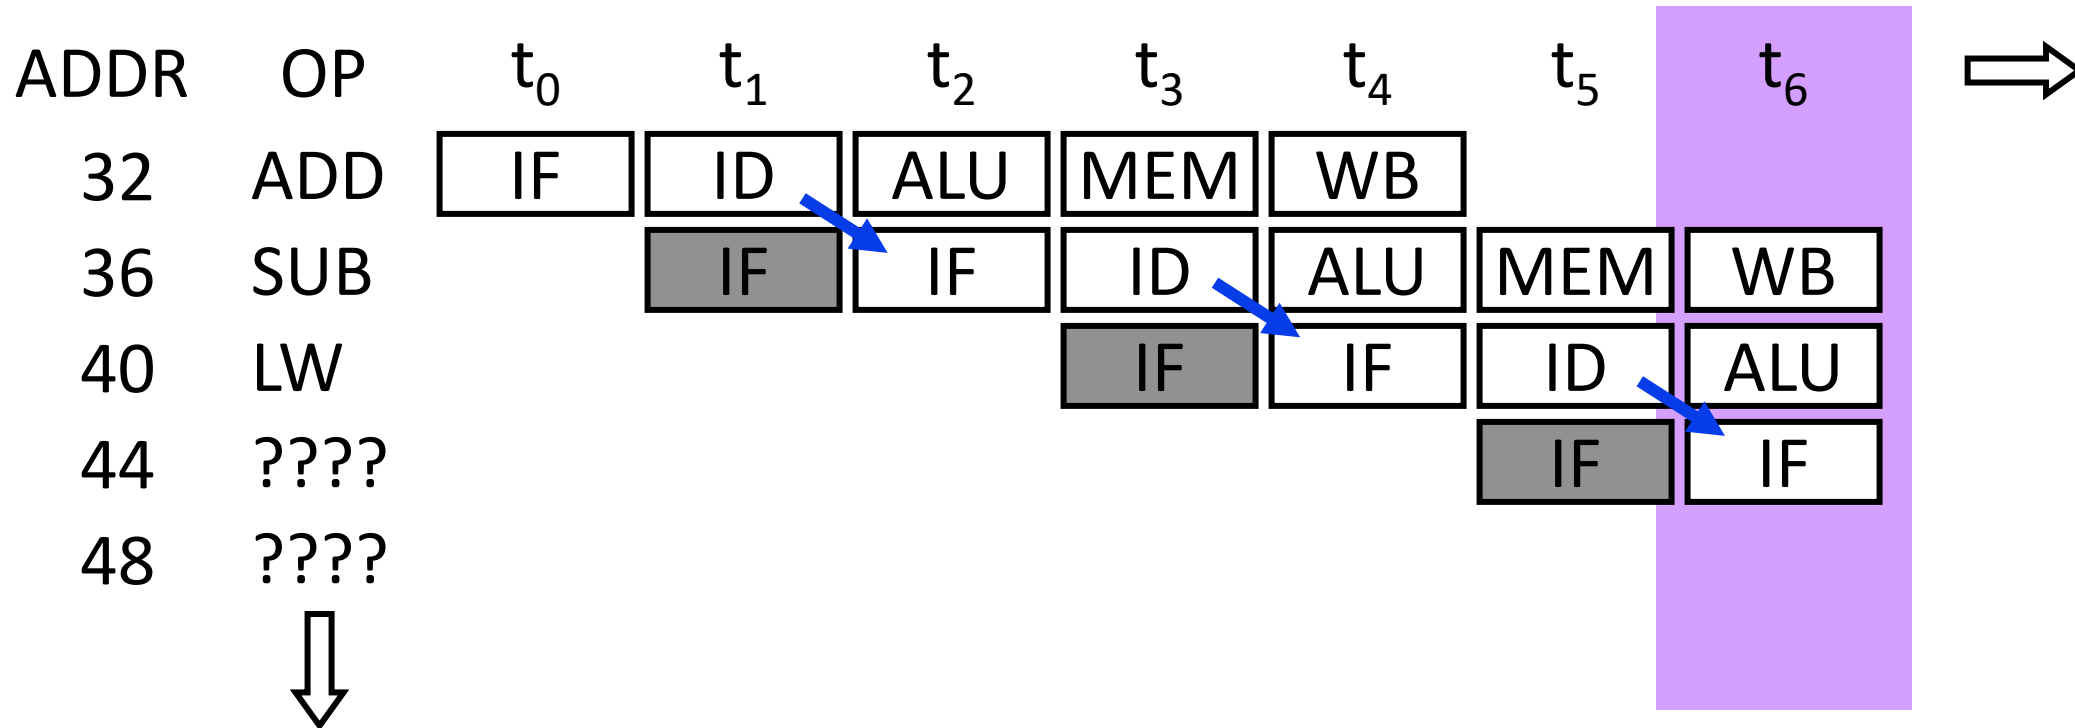 ADDR OP t₀ t₁ t₂ t₃ t₄ t₅ t₆
32 ADD IF ID ALU MEM WB
36 SUB IF IF ID ALU MEM WB
40 LW IF IF ID ALU
44 ???? IF IF
48 ????